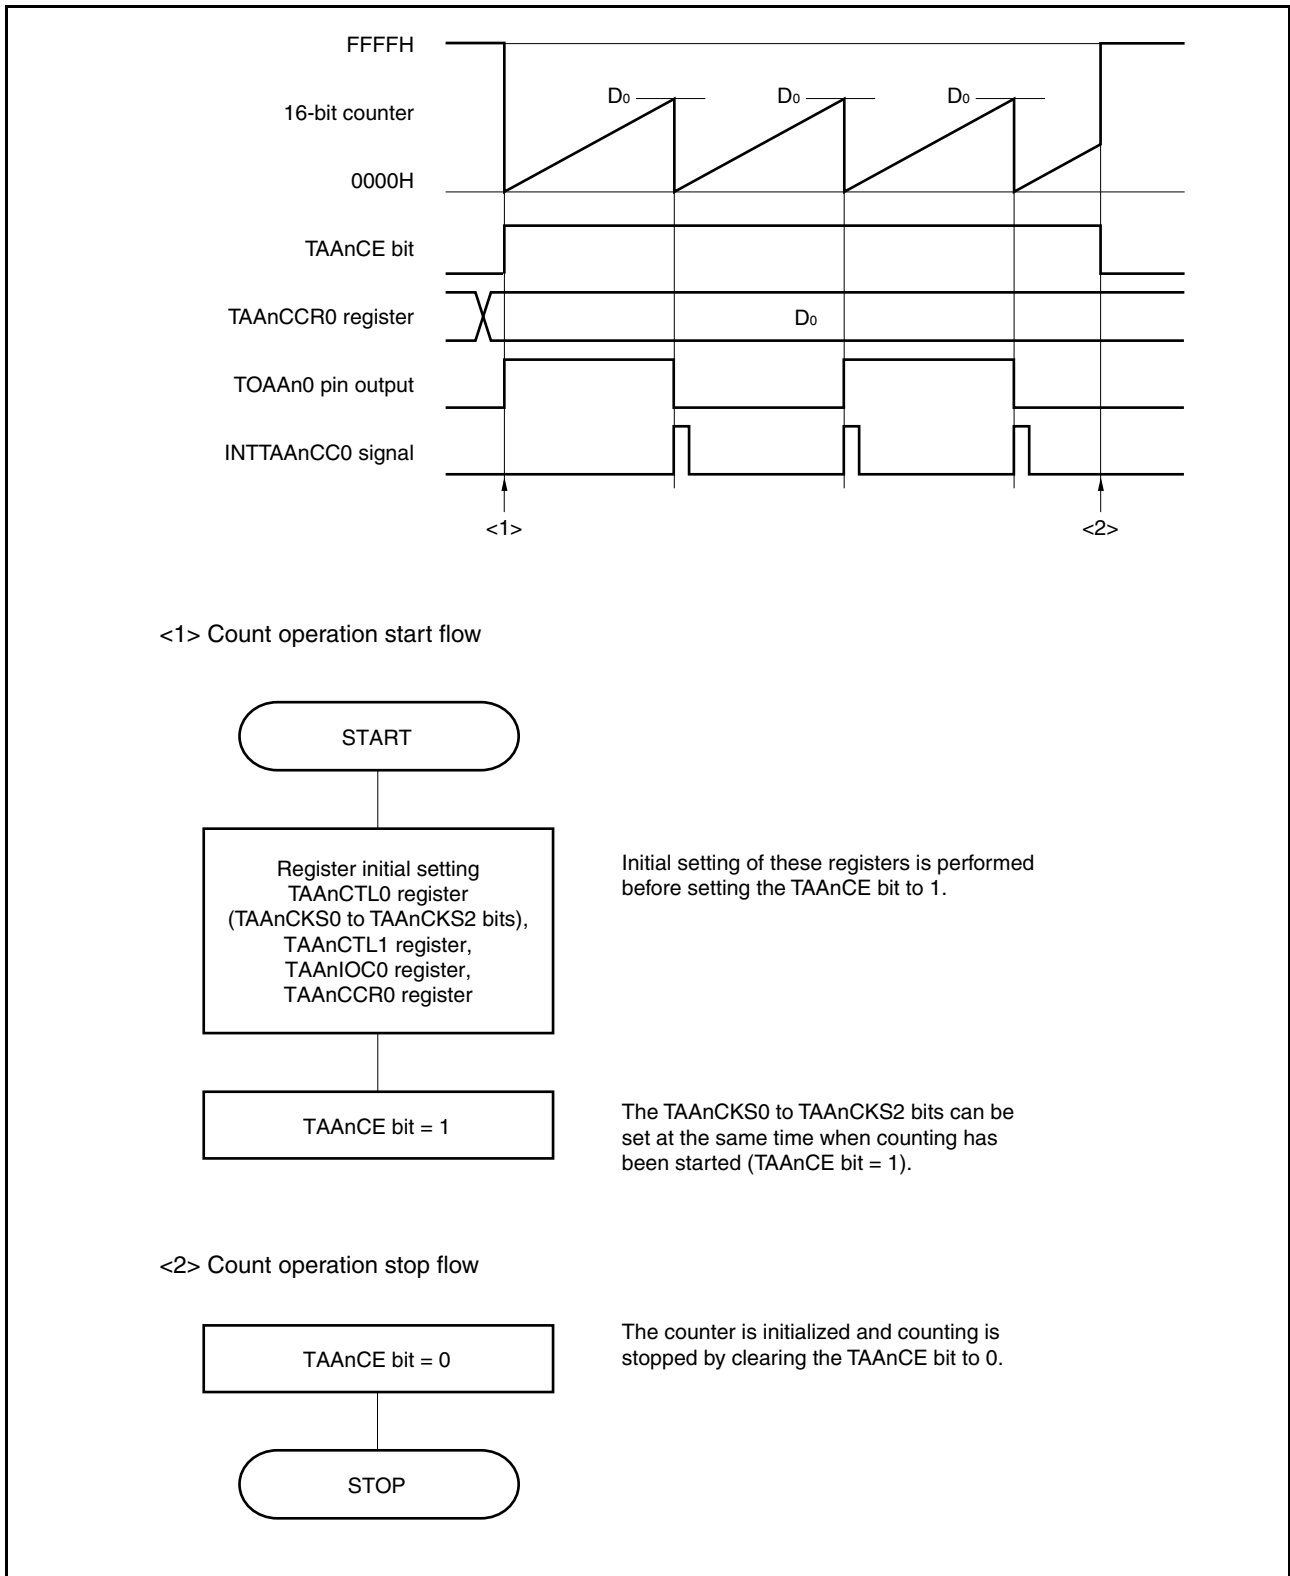 FFFFH
16-bit counter
D0
D0
D0
0000H
TAAnCE bit
TAAnCCR0 register
D0
TOAAn0 pin output
INTTAAnCC0 signal
<1>
<2>
<1> Count operation start flow
START
Register initial setting
TAAnCTL0 register
(TAAnCKS0 to TAAnCKS2 bits),
TAAnCTL1 register,
TAAnIOC0 register,
TAAnCCR0 register
Initial setting of these registers is performed
before setting the TAAnCE bit to 1.
TAAnCE bit = 1
The TAAnCKS0 to TAAnCKS2 bits can be
set at the same time when counting has
been started (TAAnCE bit = 1).
<2> Count operation stop flow
TAAnCE bit = 0
The counter is initialized and counting is
stopped by clearing the TAAnCE bit to 0.
STOP